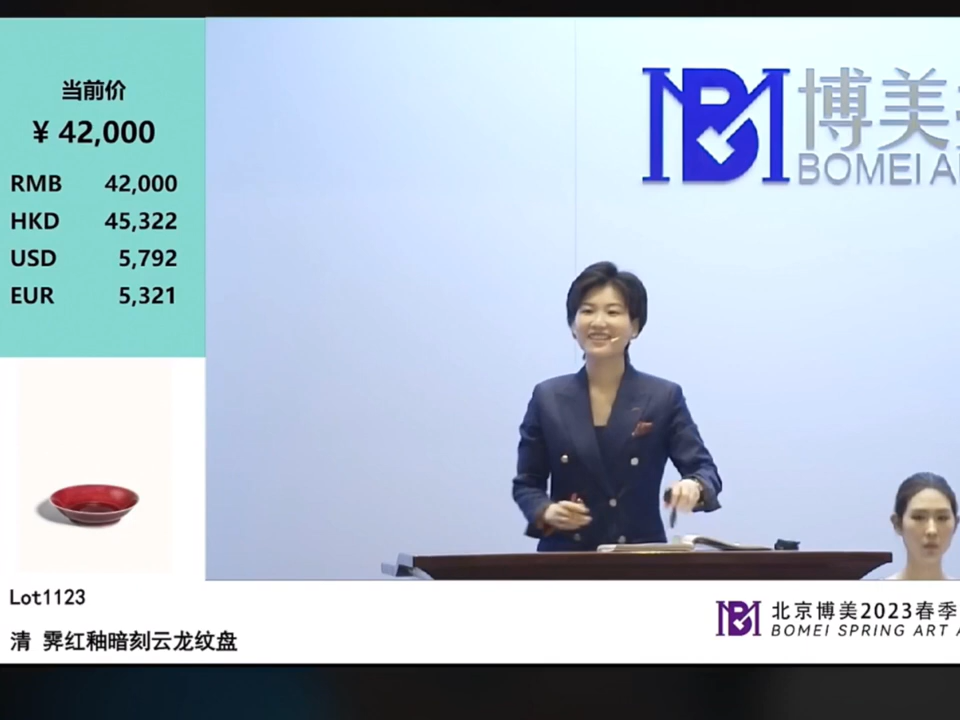 当前价
¥ 42,000
RMB 42,000
HKD 45,322
USD 5,792
EUR 5,321
博美
BOMEI A
Lot1123
清 霁红釉暗刻云龙纹盘
北京博美2023春季
BOMEI SPRING ART A